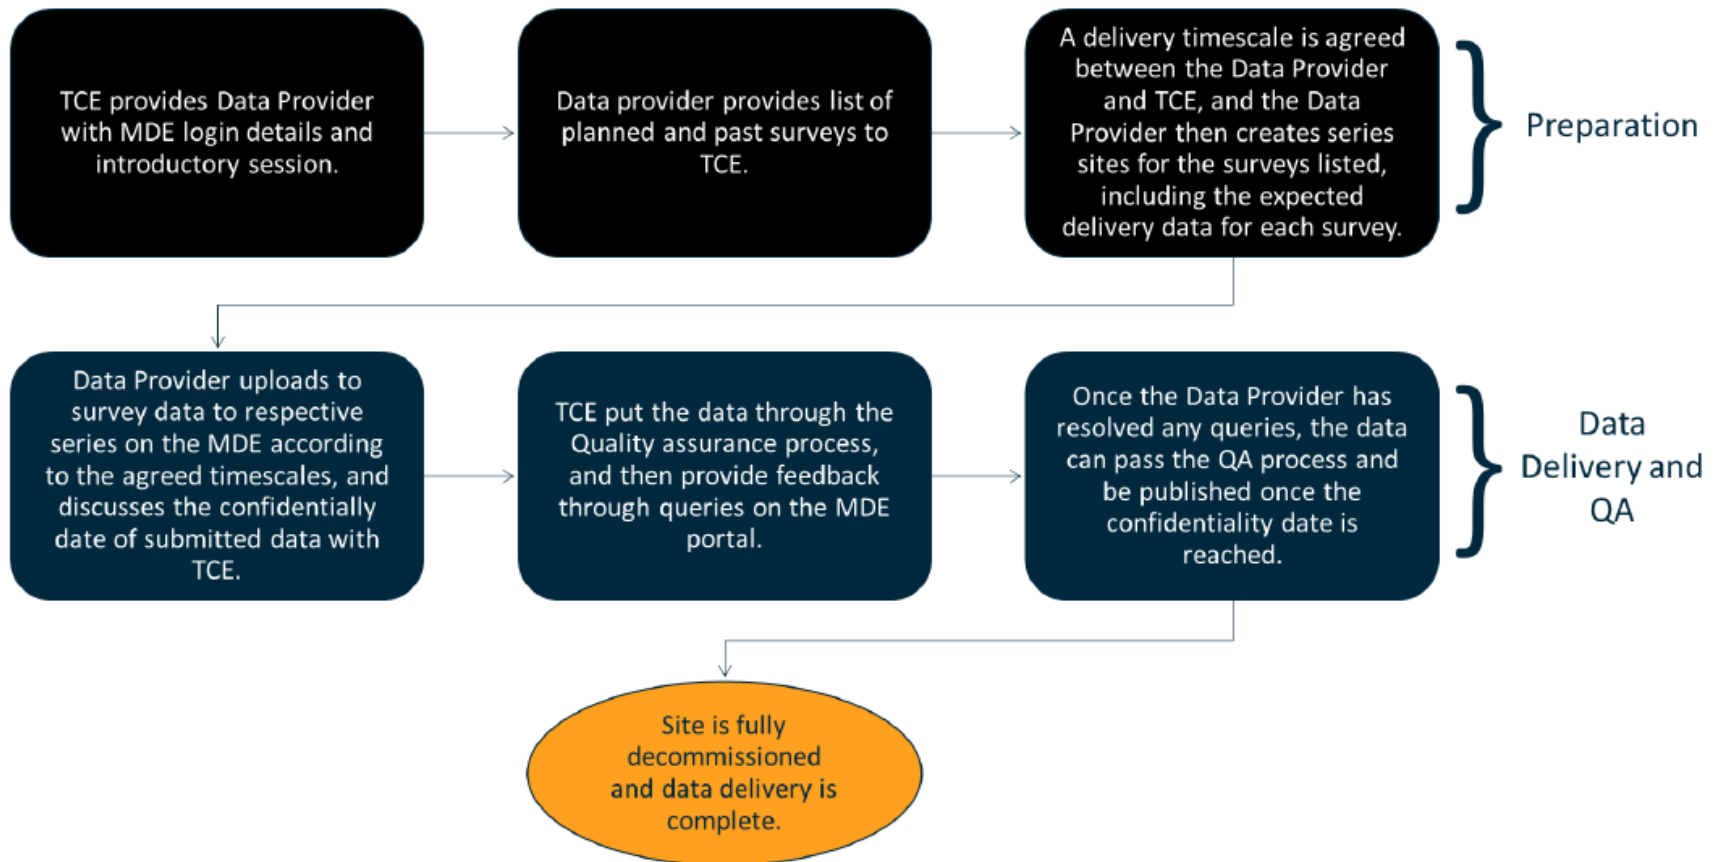 TCE provides Data Provider
with MDE login details and
introductory session.
Data provider provides list of
planned and past surveys to
TCE.
A delivery timescale is agreed
between the Data Provider
and TCE, and the Data
Provider then creates series
sites for the surveys listed,
including the expected
delivery data for each survey.
Preparation
Data Provider uploads to
survey data to respective
series on the MDE according
to the agreed timescales, and
discusses the confidentially
date of submitted data with
TCE.
TCE put the data through the
Quality assurance process,
and then provide feedback
through queries on the MDE
portal.
Once the Data Provider has
resolved any queries, the data
can pass the QA process and
be published once the
confidentiality date is
reached.
Data
Delivery and
QA
Site is fully
decommissioned
and data delivery is
complete.